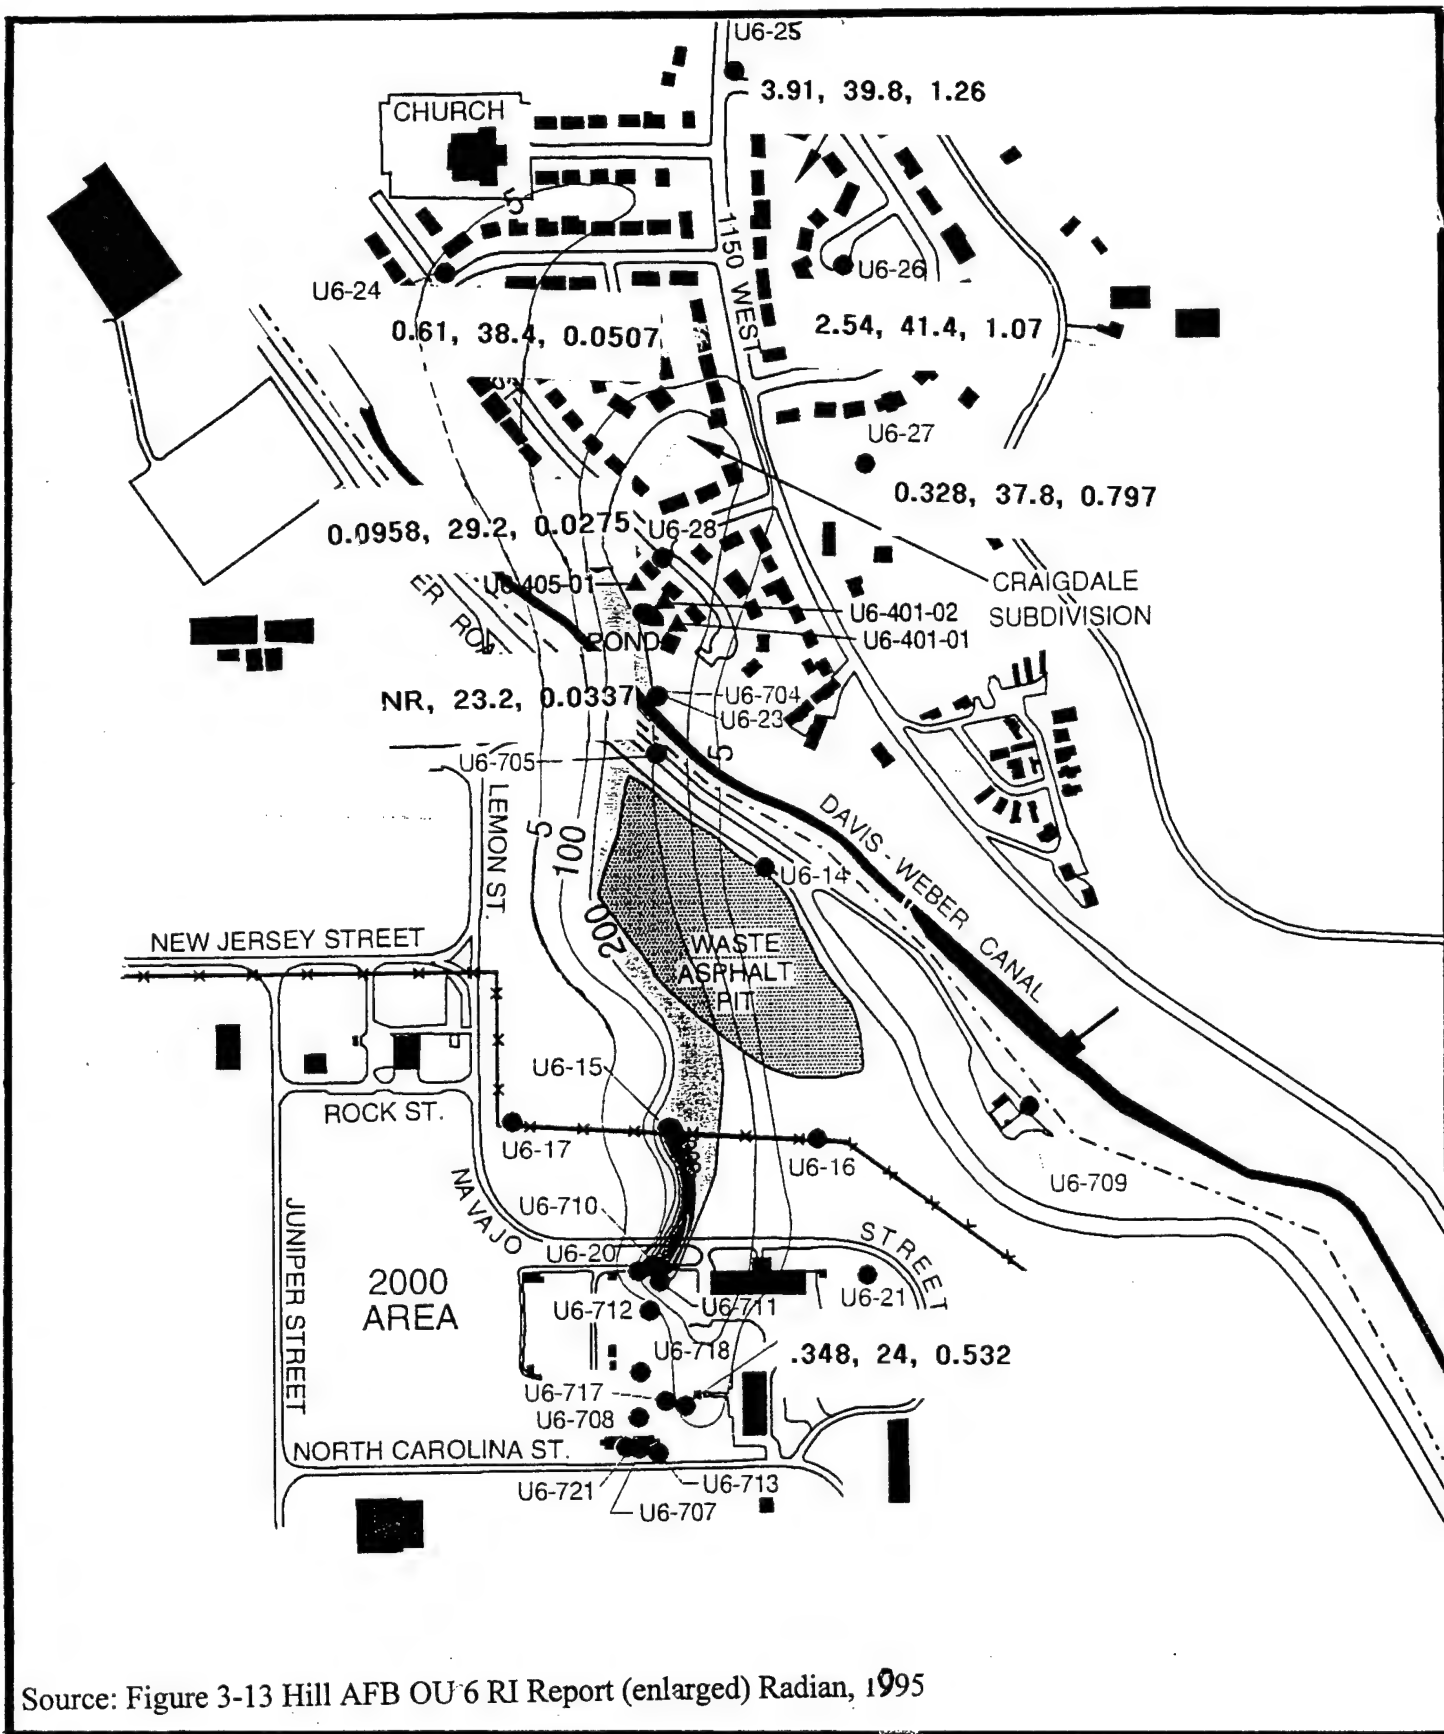 U6-25
3.91, 39.8, 1.26
CHURCH
5
1150 WEST
U6-26
U6-24
0.61, 38.4, 0.0507
2.54, 41.4, 1.07
U6-27
0.328, 37.8, 0.797
0.0958, 29.2, 0.0275
U6-28
U6-405-01
CRAIGDALE
SUBDIVISION
U6-401-02
U6-401-01
POND
NR, 23.2, 0.0337
U6-704
U6-23
U6-705
5
LEMON ST.
5
100
200
DAVIS - WEBER CANAL
U6-14
WASTE
ASPHALT
PIT
NEW JERSEY STREET
U6-15
ROCK ST.
U6-17
U6-16
U6-709
NAVAJO
STREET
U6-710
U6-20
JUNIPER STREET
2000
AREA
U6-712
U6-711
U6-21
U6-718
.348, 24, 0.532
U6-717
U6-708
NORTH CAROLINA ST.
U6-721
U6-713
U6-707
Source: Figure 3-13 Hill AFB OU 6 RI Report (enlarged) Radian, 1995